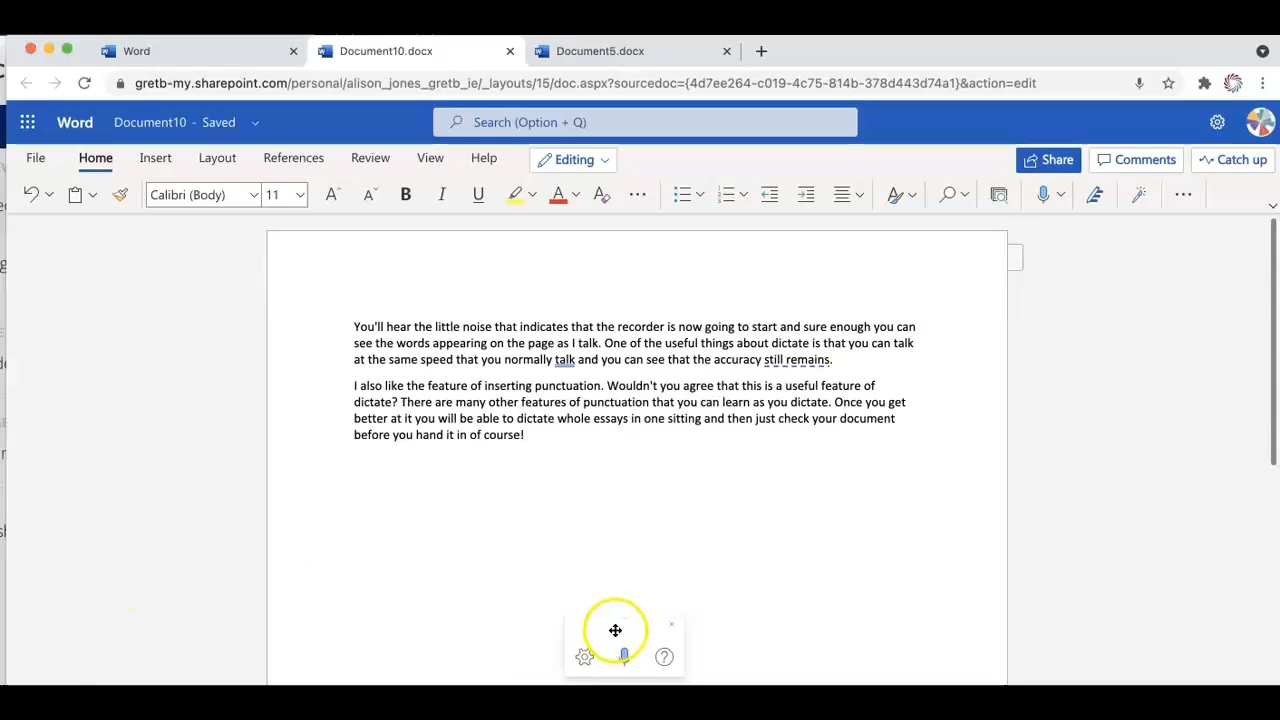 Word
Document10.docx
Document5.docx
gretb-my.sharepoint.com/personal/alison_jones_gretb_ie/_layouts/15/doc.aspx?sourcedoc={4d7ee264-c019-4c75-814b-378d443d74a1}&action=edit
Word Document10 - Saved Search (Option + Q)
File Home Insert Layout References Review View Help Editing Share Comments Catch up
Calibri (Body) 11 A A B I U A A
You'll hear the little noise that indicates that the recorder is now going to start and sure enough you can
see the words appearing on the page as I talk. One of the useful things about dictate is that you can talk
at the same speed that you normally talk and you can see that the accuracy still remains.
I also like the feature of inserting punctuation. Wouldn't you agree that this is a useful feature of
dictate? There are many other features of punctuation that you can learn as you dictate. Once you get
better at it you will be able to dictate whole essays in one sitting and then just check your document
before you hand it in of course!